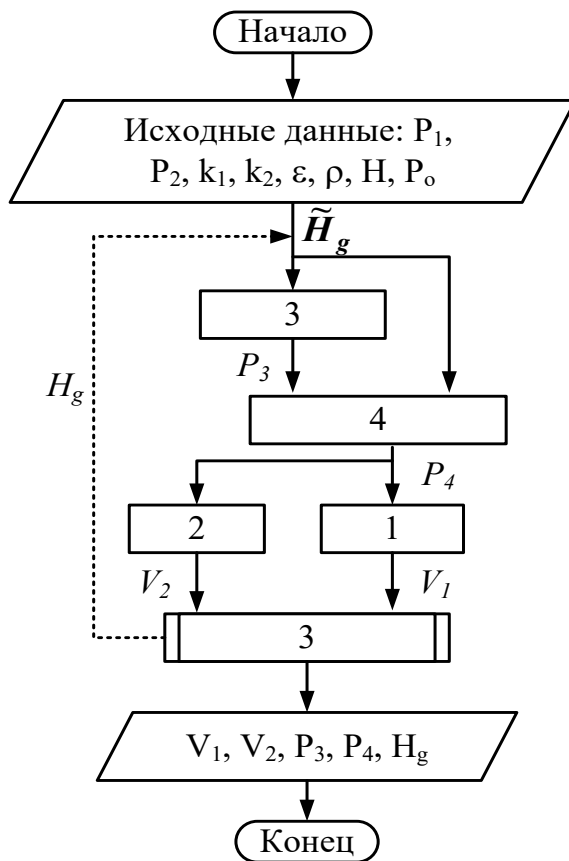 Начало
Исходные данные: P₁,
P₂, k₁, k₂, ε, ρ, H, Pₒ
H̃g
3
P₃
Hg
4
P₄
2
1
V₂
V₁
3
V₁, V₂, P₃, P₄, Hg
Конец